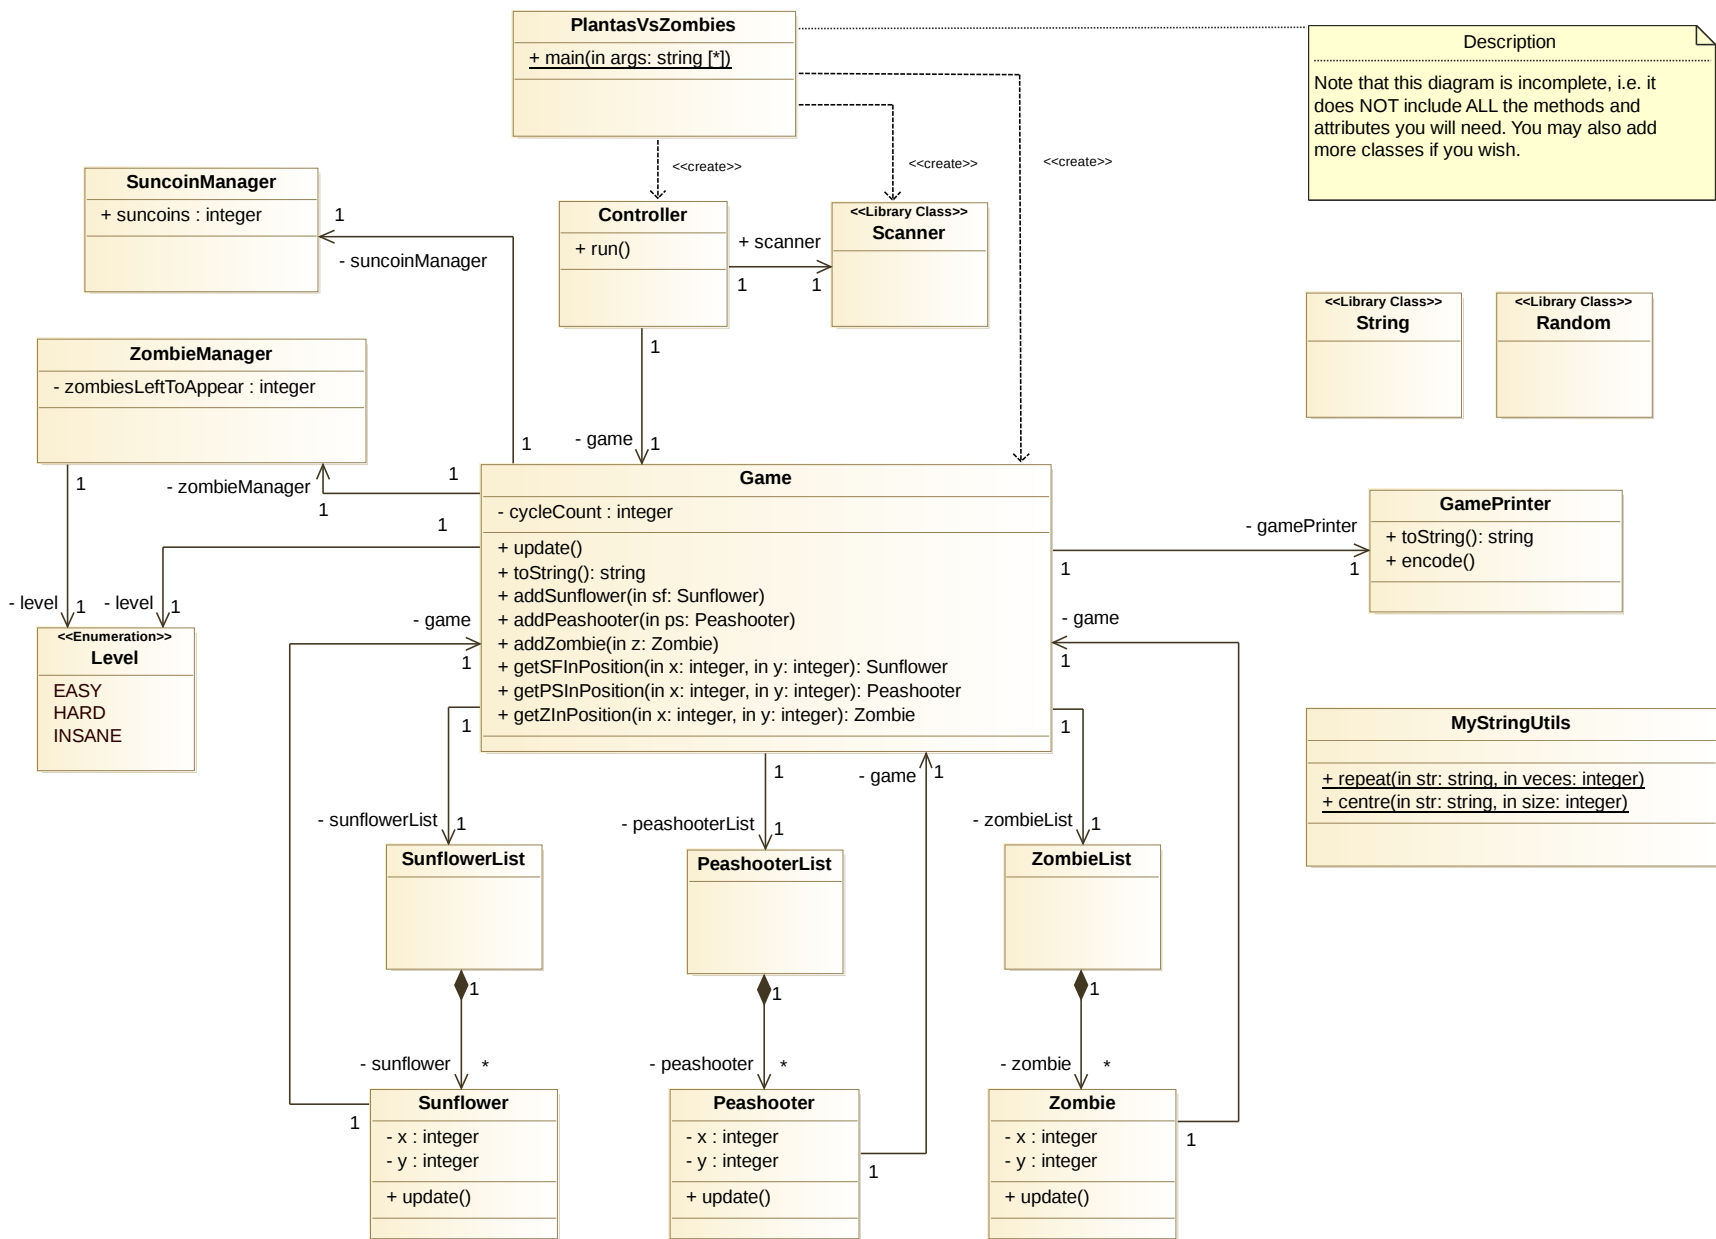 PlantasVsZombies
+ main(in args: string [*])
Description
Note that this diagram is incomplete, i.e. it
does NOT include ALL the methods and
attributes you will need. You may also add
more classes if you wish.
<<create>>
<<create>>
<<create>>
SuncoinManager
+ suncoins : integer
1
- suncoinManager
Controller
+ run()
+ scanner
1
1
<<Library Class>>
Scanner
<<Library Class>>
String
<<Library Class>>
Random
ZombieManager
- zombiesLeftToAppear : integer
1
- game
1
1
1
- zombieManager
1
1
1
- level
1
- level
1
<<Enumeration>>
Level
EASY
HARD
INSANE
Game
- cycleCount : integer
+ update()
+ toString(): string
+ addSunflower(in sf: Sunflower)
+ addPeashooter(in ps: Peashooter)
+ addZombie(in z: Zombie)
+ getSFInPosition(in x: integer, in y: integer): Sunflower
+ getPSInPosition(in x: integer, in y: integer): Peashooter
+ getZInPosition(in x: integer, in y: integer): Zombie
- gamePrinter
1
1
GamePrinter
+ toString(): string
+ encode()
- game
1
- game
1
MyStringUtils
+ repeat(in str: string, in veces: integer)
+ centre(in str: string, in size: integer)
1
- sunflowerList
1
1
- peashooterList
1
- game
1
1
- zombieList
1
SunflowerList
PeashooterList
ZombieList
1
1
1
- sunflower
*
- peashooter
*
- zombie
*
Sunflower
- x : integer
- y : integer
+ update()
1
Peashooter
- x : integer
- y : integer
+ update()
1
Zombie
- x : integer
- y : integer
+ update()
1